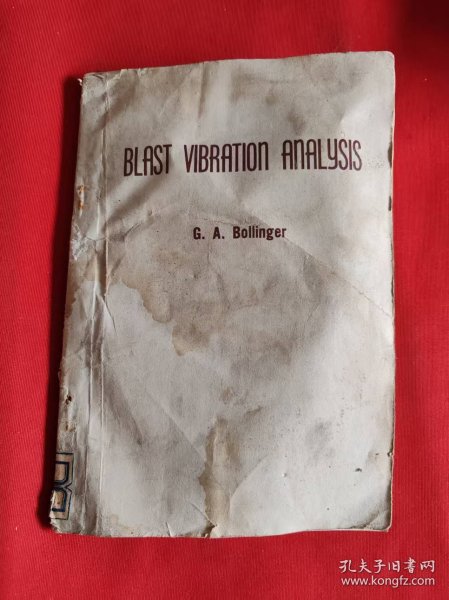 BLAST VIBRATION ANALYSIS
G. A. Bollinger
孔夫子旧书网
www.kongfz.com